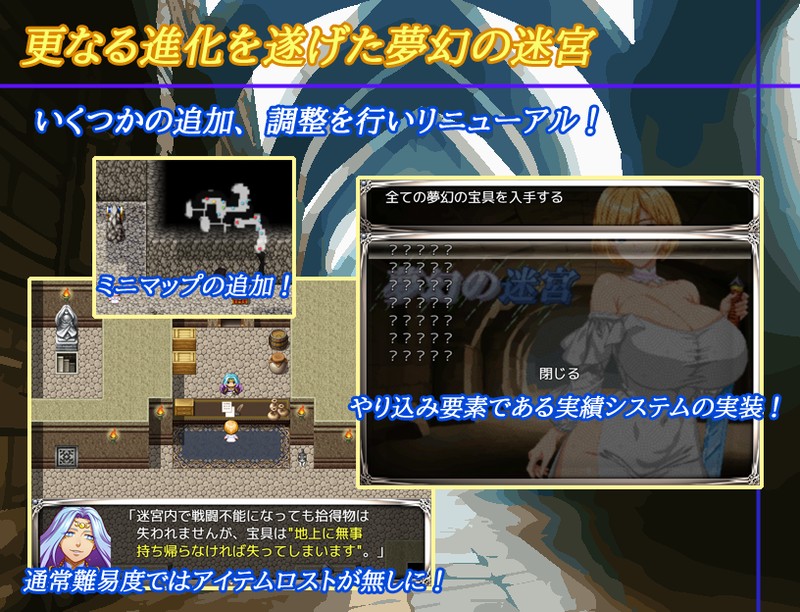 更なる進化を遂げた夢幻の迷宮
いくつかの追加、調整を行いリニューアル！
ミニマップの追加！
全ての夢幻の宝具を入手する
？？？？？
？？？？？
？？？？？
？？？？？
？？？？？
？？？？？
？？？？？
の迷宮
閉じる
やり込み要素である実績システムの実装！
「迷宮内で戦闘不能になっても拾得物は
失われませんが、宝具は"地上に無事
持ち帰らなければ失ってしまいます"。」
通常難易度ではアイテムロストが無しに！